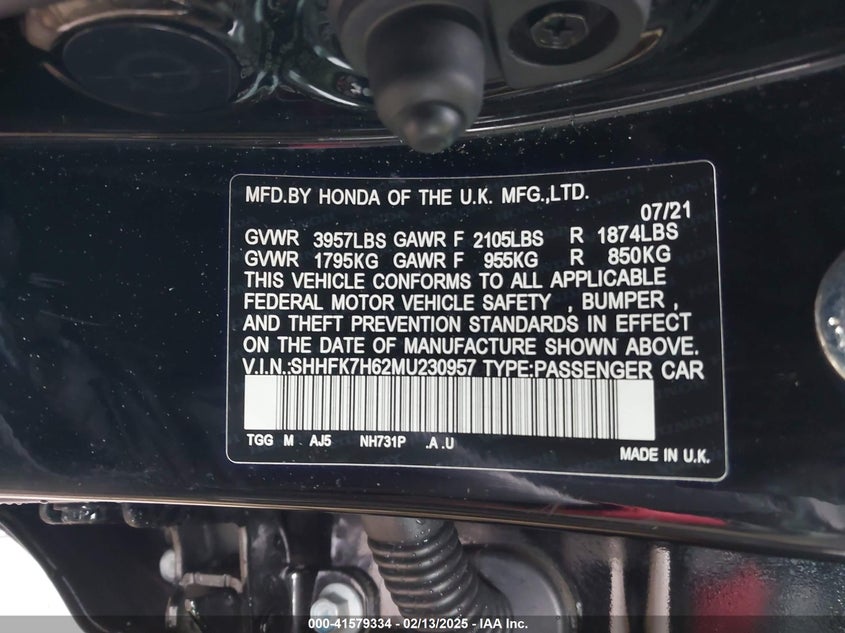 MFD.BY HONDA OF THE U.K. MFG.,LTD.
07/21
GVWR 3957LBS GAWR F 2105LBS R 1874LBS
GVWR 1795KG GAWR F 955KG R 850KG
THIS VEHICLE CONFORMS TO ALL APPLICABLE
FEDERAL MOTOR VEHICLE SAFETY , BUMPER ,
AND THEFT PREVENTION STANDARDS IN EFFECT
ON THE DATE OF MANUFACTURE SHOWN ABOVE.
V.I.N.:SHHFK7H62MU230957 TYPE:PASSENGER CAR
TGG M AJ5 NH731P .A .U
MADE IN U.K.
000-41579334 - 02/13/2025 - IAA Inc.